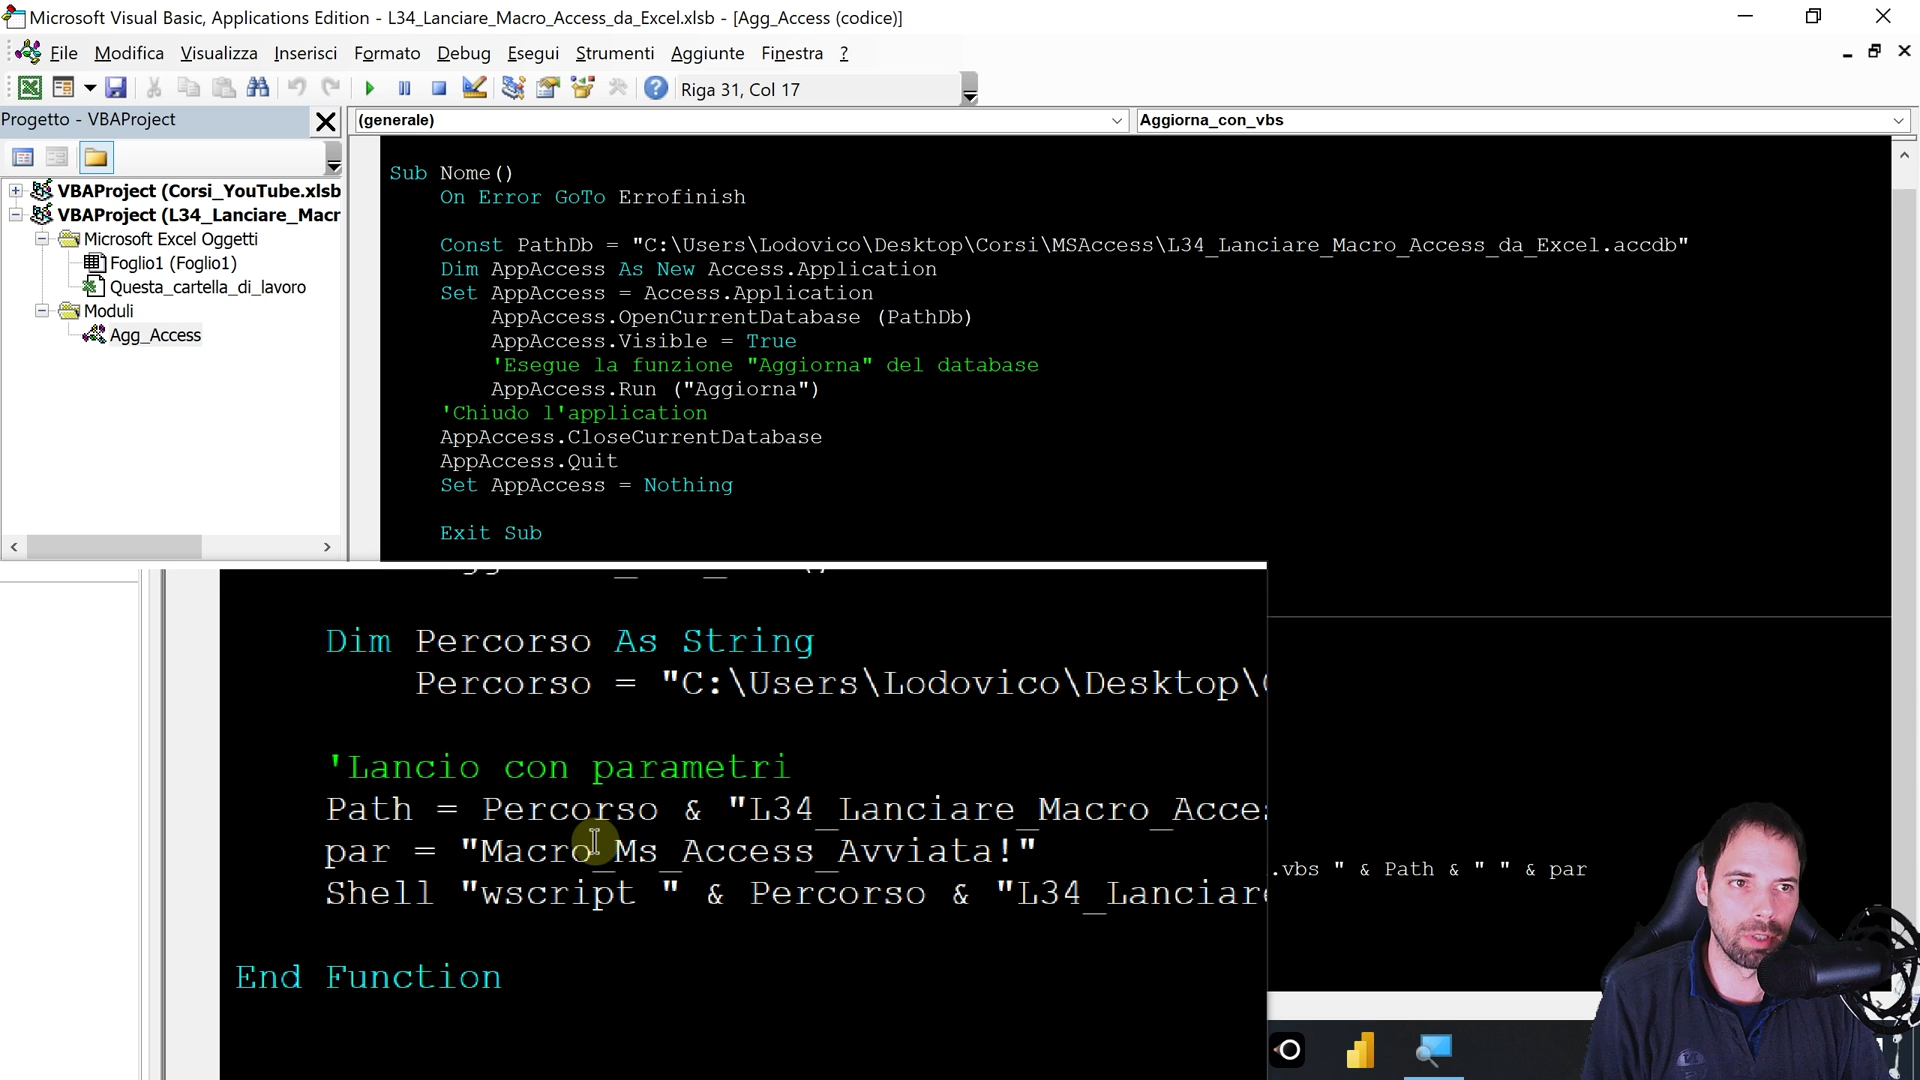 Microsoft Visual Basic, Applications Edition - L34_Lanciare_Macro_Access_da_Excel.xlsb - [Agg_Access (codice)]
File Modifica Visualizza Inserisci Formato Debug Esegui Strumenti Aggiunte Finestra ?
Riga 31, Col 17
Progetto - VBAProject
(generale)
Aggiorna_con_vbs
VBAProject (Corsi_YouTube.xlsb
VBAProject (L34_Lanciare_Macr
Microsoft Excel Oggetti
Foglio1 (Foglio1)
Questa_cartella_di_lavoro
Moduli
Agg_Access
Sub Nome()
On Error GoTo Errofinish
Const PathDb = "C:\Users\Lodovico\Desktop\Corsi\MSAccess\L34_Lanciare_Macro_Access_da_Excel.accdb"
Dim AppAccess As New Access.Application
Set AppAccess = Access.Application
AppAccess.OpenCurrentDatabase (PathDb)
AppAccess.Visible = True
'Esegue la funzione "Aggiorna" del database
AppAccess.Run ("Aggiorna")
'Chiudo l'application
AppAccess.CloseCurrentDatabase
AppAccess.Quit
Set AppAccess = Nothing
Exit Sub
Dim Percorso As String
Percorso = "C:\Users\Lodovico\Desktop\
'Lancio con parametri
Path = Percorso & "L34_Lanciare_Macro_Acces
par = "Macro_Ms_Access_Avviata!"
Shell "wscript " & Percorso & "L34_Lanciare
.vbs " & Path & " " & par
End Function